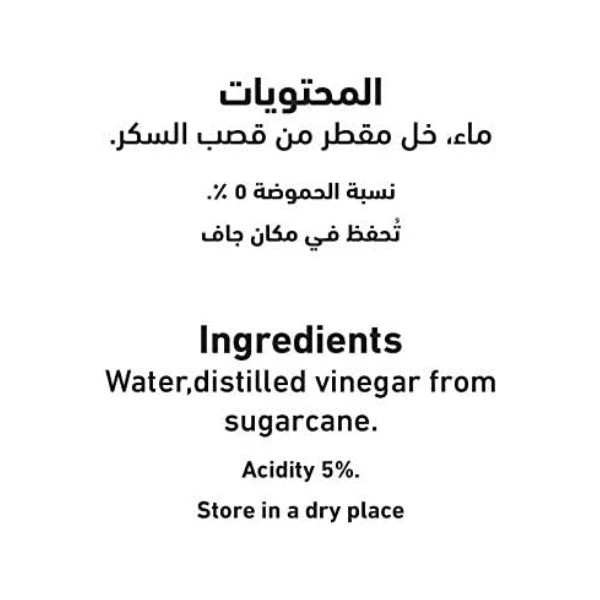 المحتويات
ماء، خل مقطر من قصب السكر.
نسبة الحموضة ٥ ٪.
تُحفظ في مكان جاف
Ingredients
Water,distilled vinegar from
sugarcane.
Acidity 5%.
Store in a dry place